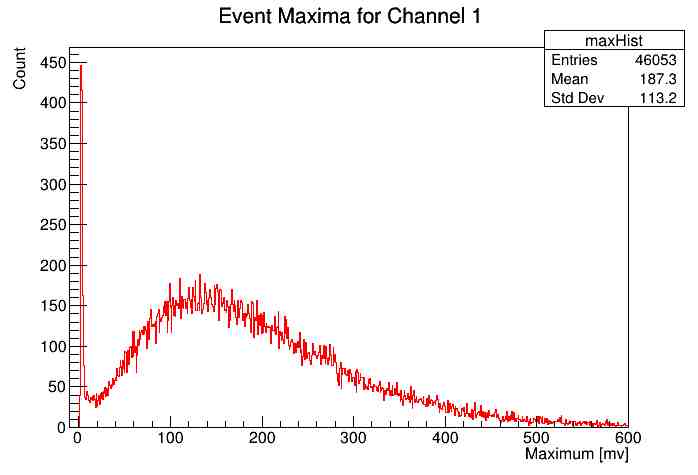 Event Maxima for Channel 1
maxHist
Entries 46053
Mean 187.3
Std Dev 113.2
Count
450
400
350
300
250
200
150
100
50
0
0 100 200 300 400 500 600
Maximum [mv]